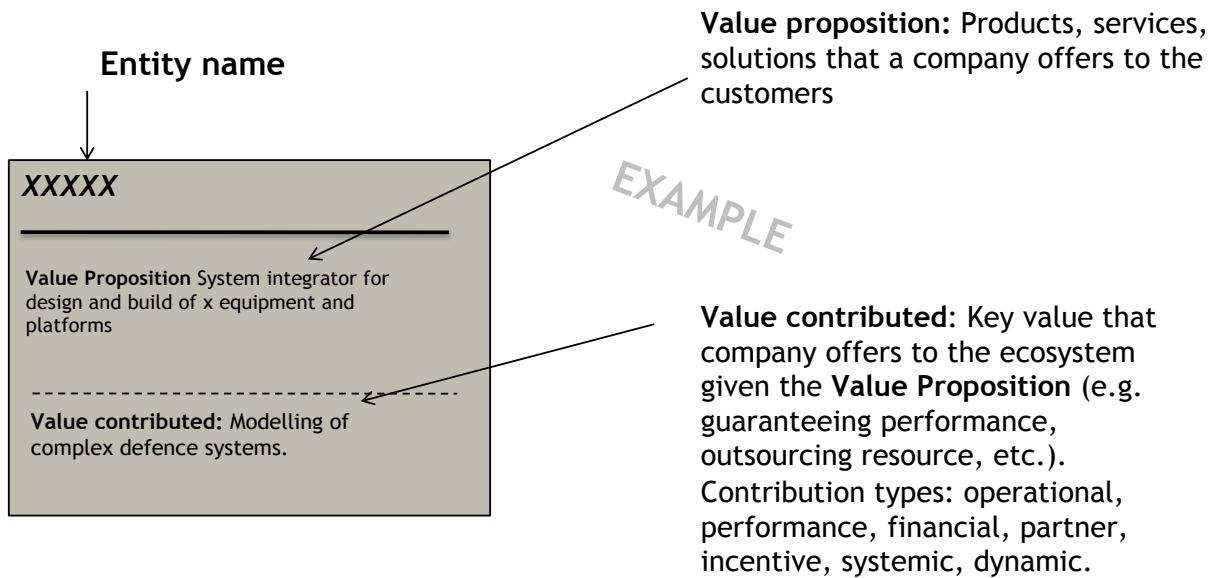 Entity name
XXXXX
Value Proposition System integrator for
design and build of x equipment and
platforms
Value contributed: Modelling of
complex defence systems.
Value proposition: Products, services,
solutions that a company offers to the
customers
EXAMPLE
Value contributed: Key value that
company offers to the ecosystem
given the Value Proposition (e.g.
guaranteeing performance,
outsourcing resource, etc.).
Contribution types: operational,
performance, financial, partner,
incentive, systemic, dynamic.